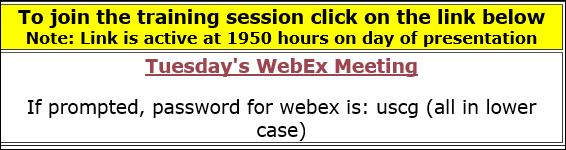 To join the training session click on the link below
Note: Link is active at 1950 hours on day of presentation
Tuesday's WebEx Meeting
If prompted, password for webex is: uscg (all in lower
case)